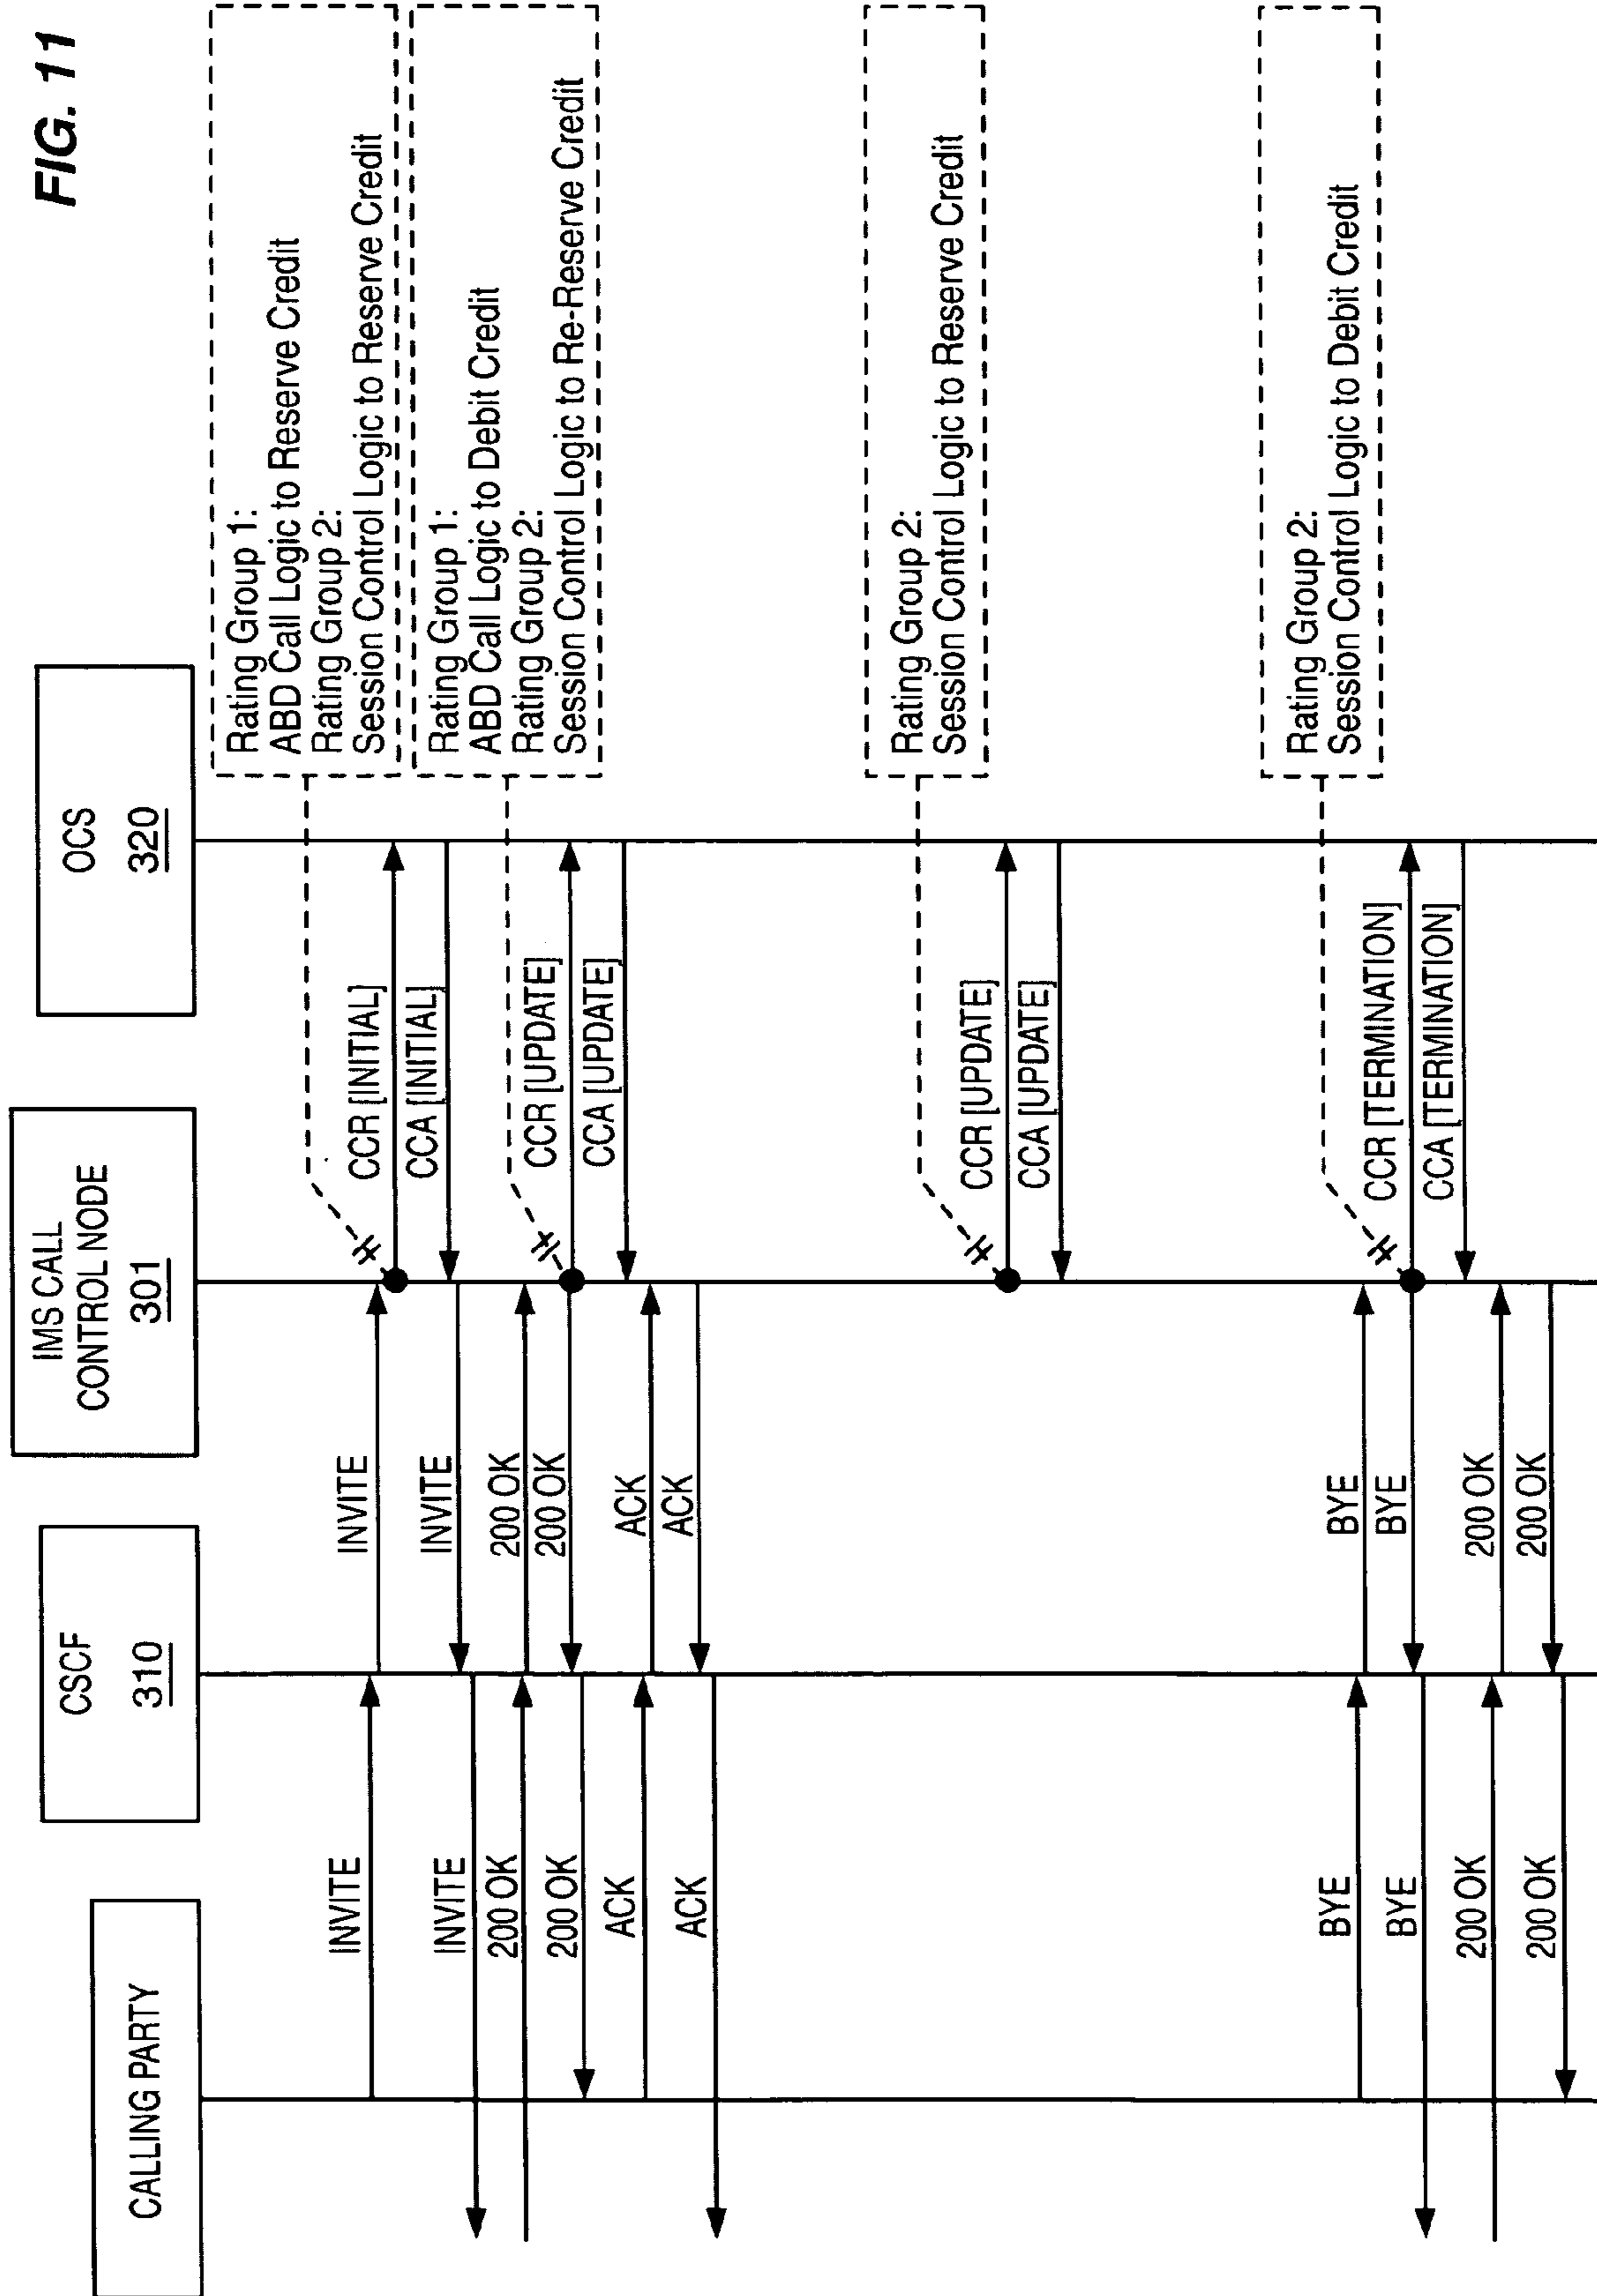 FIG. 11
CALLING PARTY
CSCF
310
IMS CALL
CONTROL NODE
301
OCS
320
INVITE
INVITE
CCR [INITIAL]
Rating Group 1:
ABD Call Logic to Reserve Credit
Rating Group 2:
Session Control Logic to Reserve Credit
CCA [INITIAL]
INVITE
INVITE
200 OK
200 OK
CCR [UPDATE]
Rating Group 1:
ABD Call Logic to Debit Credit
Rating Group 2:
Session Control Logic to Re-Reserve Credit
200 OK
200 OK
CCA [UPDATE]
ACK
ACK
ACK
ACK
CCR [UPDATE]
Rating Group 2:
Session Control Logic to Reserve Credit
CCA [UPDATE]
BYE
BYE
CCR [TERMINATION]
Rating Group 2:
Session Control Logic to Debit Credit
BYE
BYE
CCA [TERMINATION]
200 OK
200 OK
200 OK
200 OK